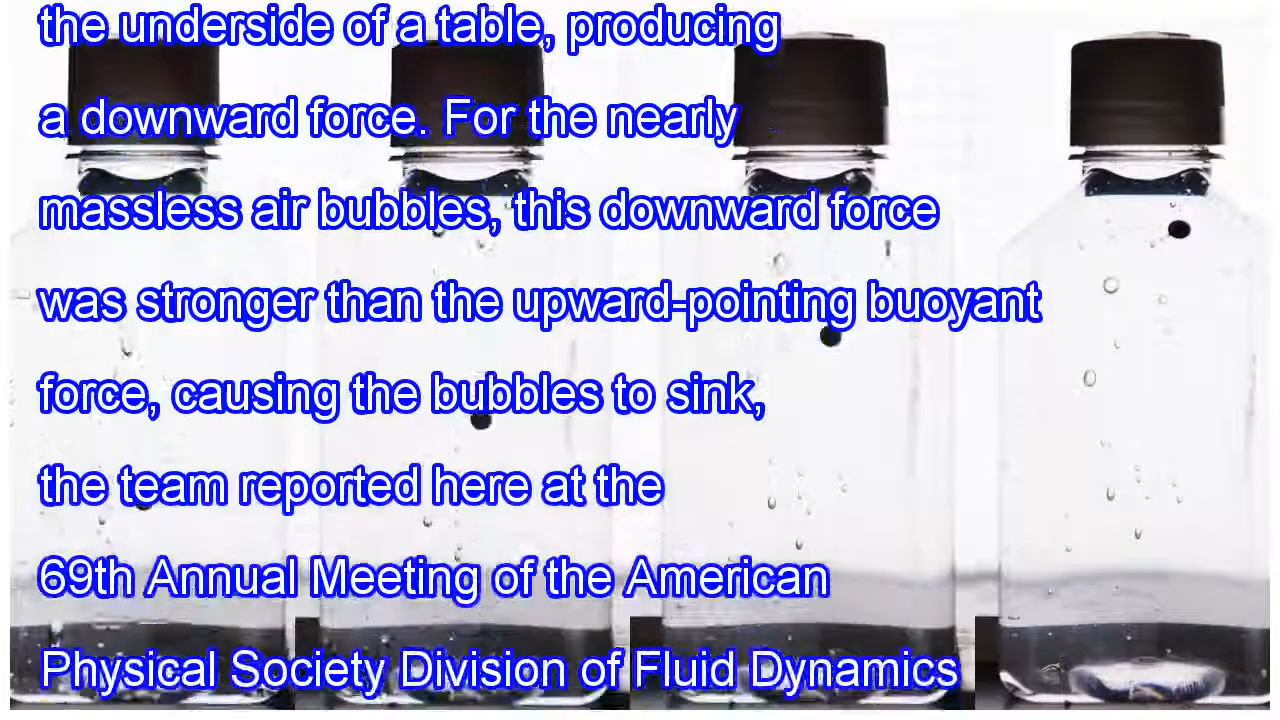 the underside of a table, producing
a downward force. For the nearly
massless air bubbles, this downward force
was stronger than the upward-pointing buoyant
force, causing the bubbles to sink,
the team reported here at the
69th Annual Meeting of the American
Physical Society Division of Fluid Dynamics